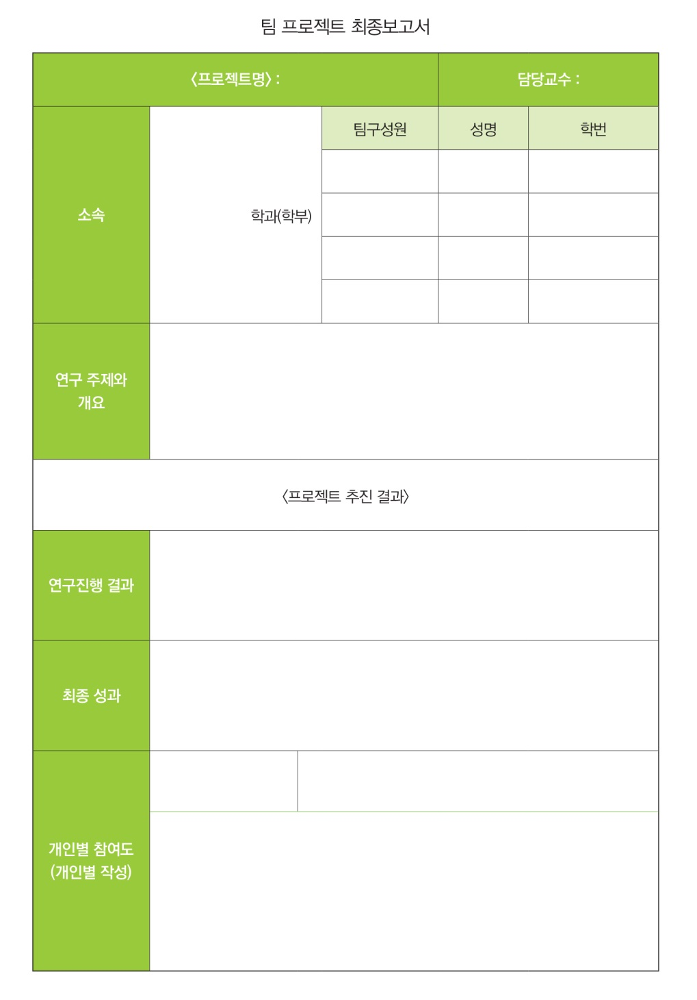 팀 프로젝트 최종보고서
〈프로젝트명〉 :
담당교수 :
소속
학과(학부)
팀구성원
성명
학번
연구 주제와
개요
〈프로젝트 추진 결과〉
연구진행 결과
최종 성과
개인별 참여도
(개인별 작성)